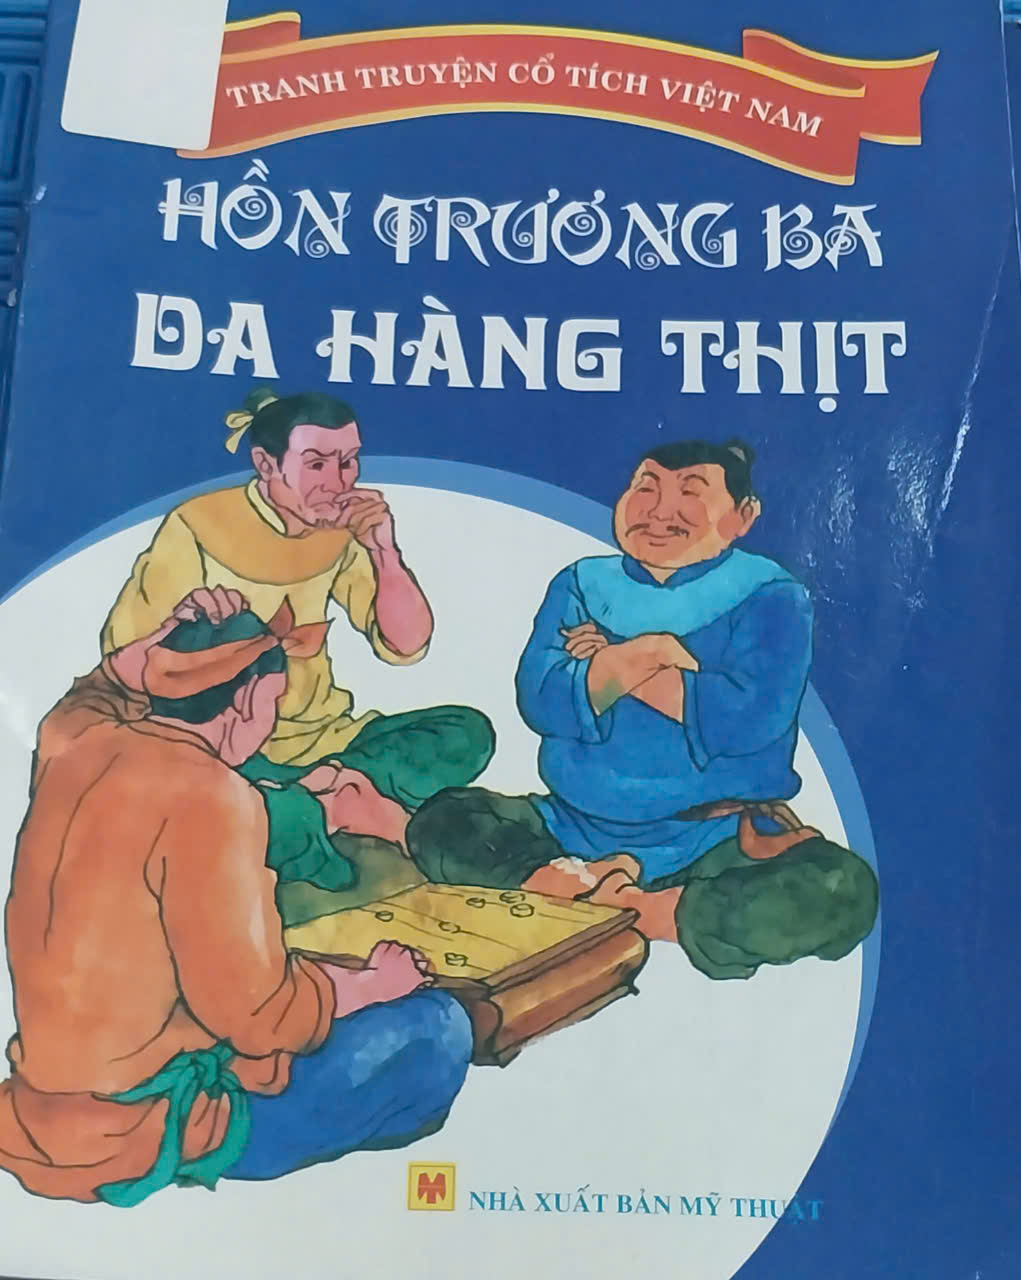 TRANH TRUYỆN CỔ TÍCH VIỆT NAM
HỒN TRƯƠNG BA
DA HÀNG THỊT
NHÀ XUẤT BẢN MỸ THUẬT